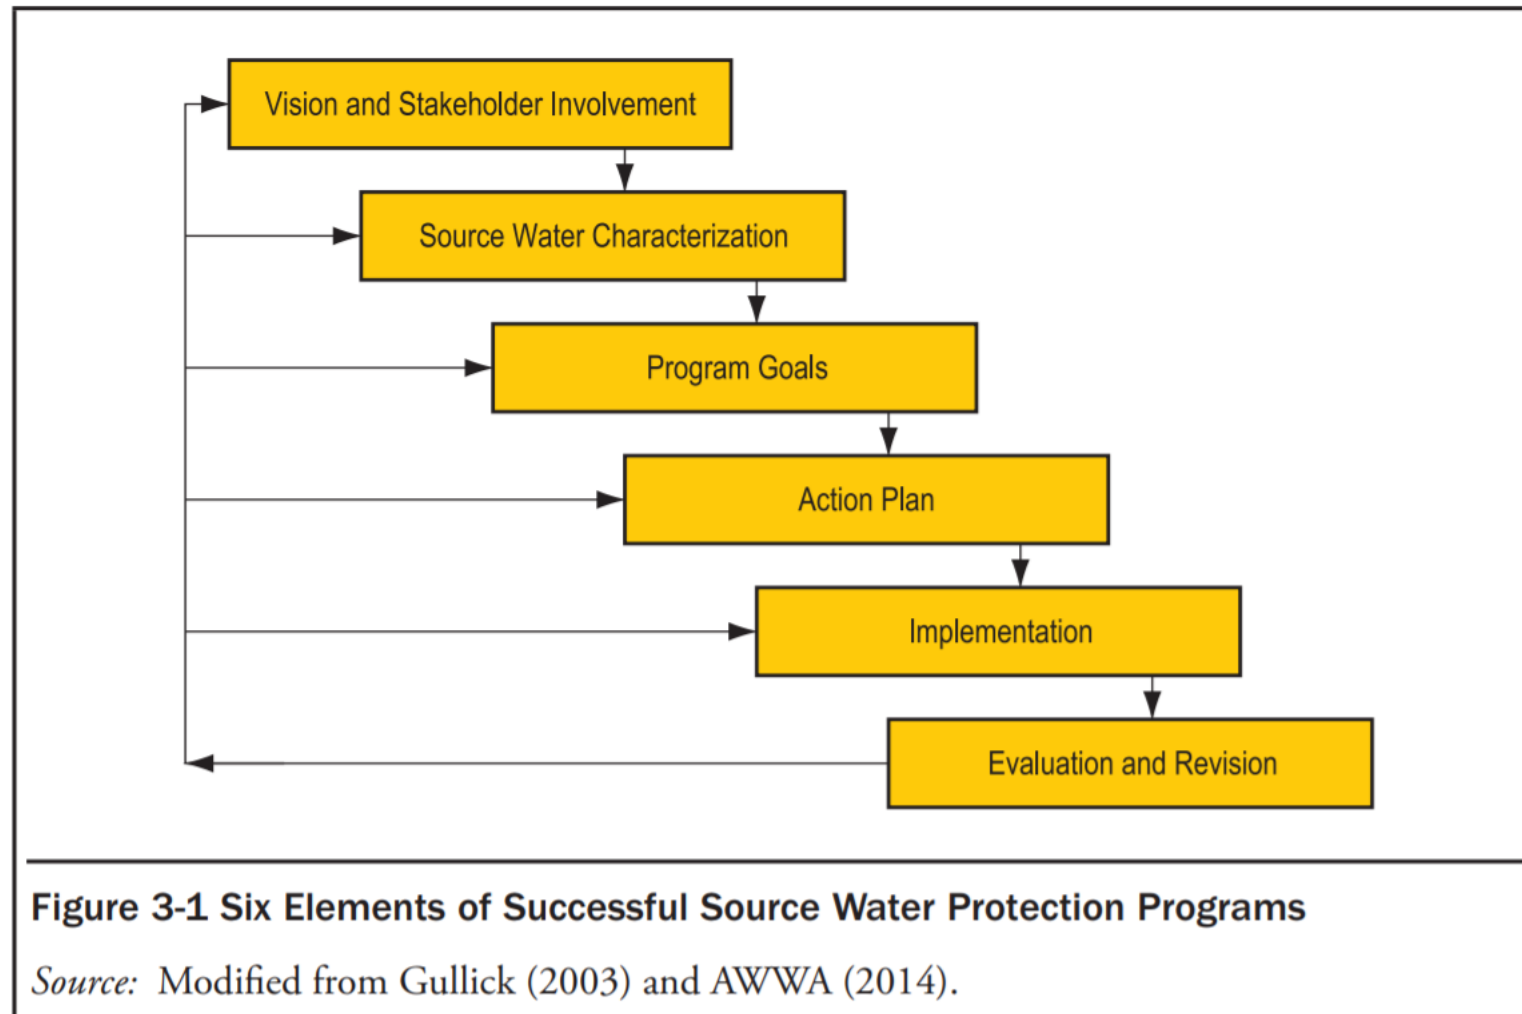 Vision and Stakeholder Involvement
Source Water Characterization
Program Goals
Action Plan
Implementation
Evaluation and Revision
Figure 3-1 Six Elements of Successful Source Water Protection Programs
Source: Modified from Gullick (2003) and AWWA (2014).